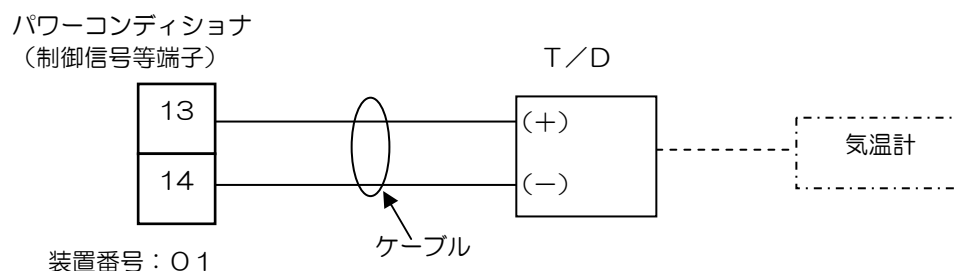 パワーコンディショナ
（制御信号等端子）
T／D
13
（＋）
気温計
14
（－）
ケーブル
装置番号：０１